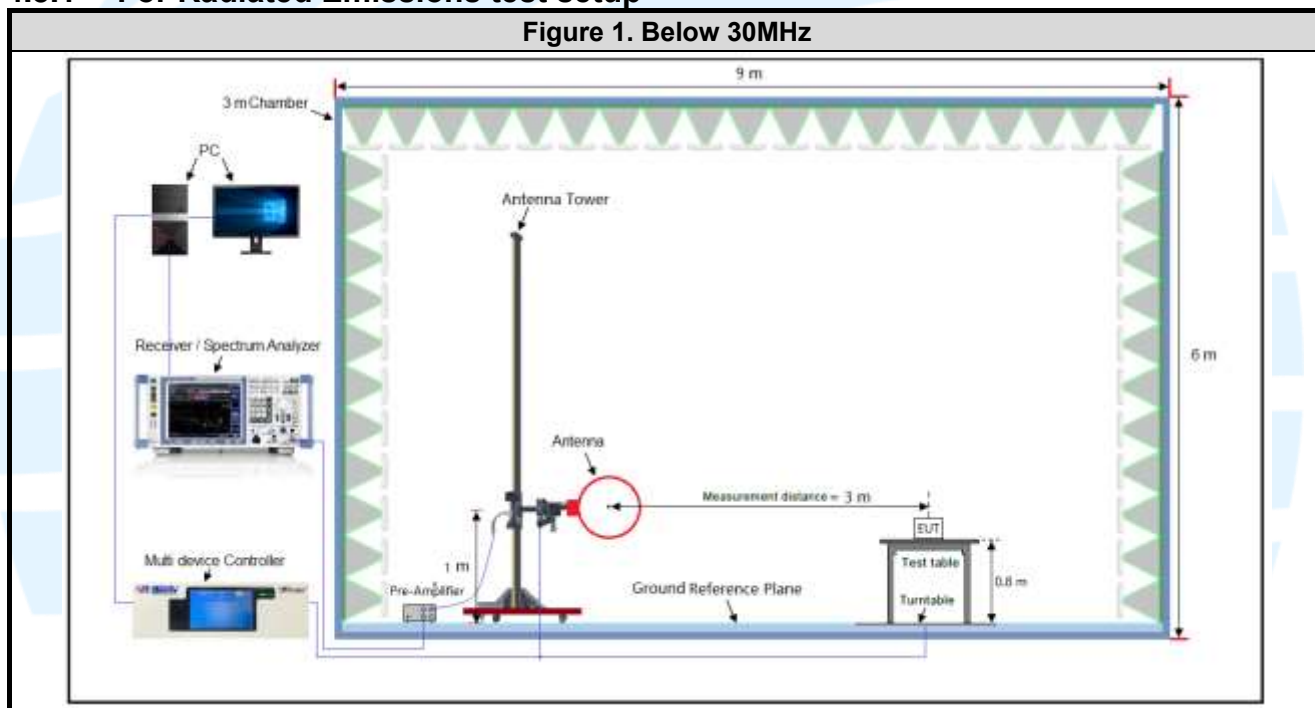 Figure 1. Below 30MHz
9 m
3 m Chamber
PC
Antenna Tower
Receiver / Spectrum Analyzer
6 m
Antenna
Measurement distance = 3 m
EUT
Multi device Controller
1 m
Test table
0.8 m
Pre-Amplifier
Ground Reference Plane
Turntable